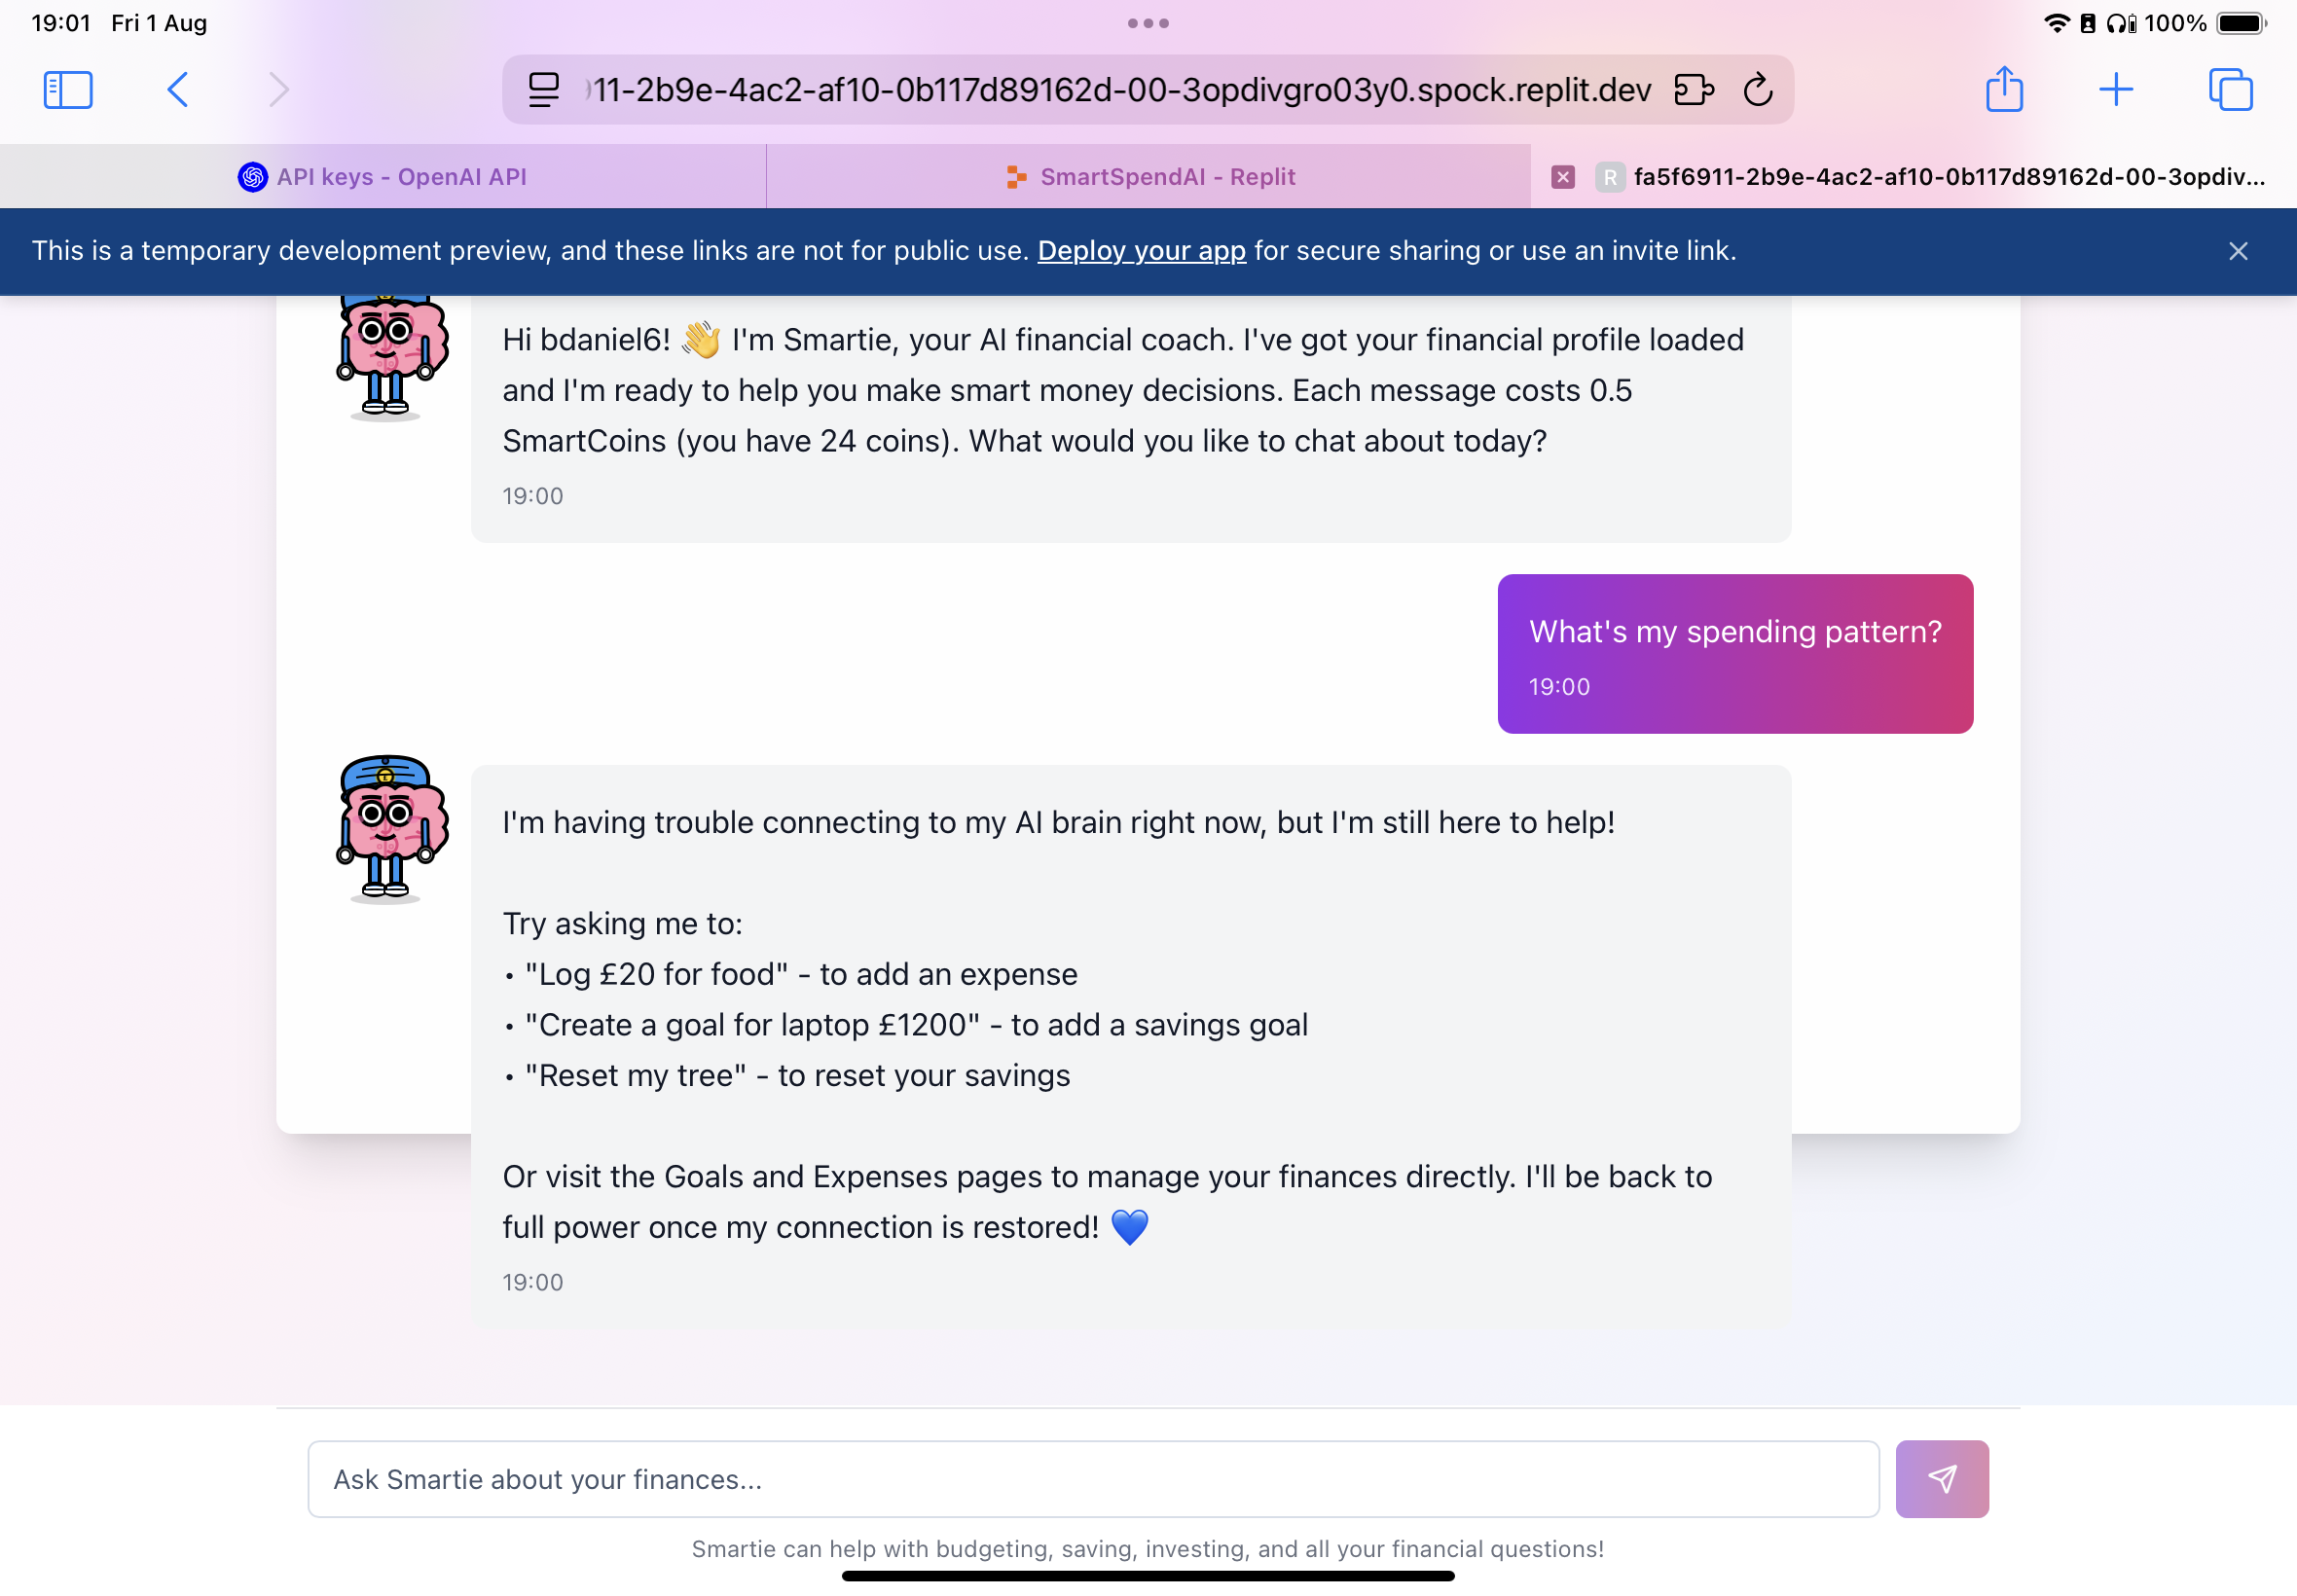 19:01 Fri 1 Aug
100%
11-2b9e-4ac2-af10-0b117d89162d-00-3opdivgro03y0.spock.replit.dev
API keys - OpenAI API
SmartSpendAI - Replit
R fa5f6911-2b9e-4ac2-af10-0b117d89162d-00-3opdiv...
This is a temporary development preview, and these links are not for public use. Deploy your app for secure sharing or use an invite link.
Hi bdaniel6! 👋 I'm Smartie, your AI financial coach. I've got your financial profile loaded
and I'm ready to help you make smart money decisions. Each message costs 0.5
SmartCoins (you have 24 coins). What would you like to chat about today?
19:00
What's my spending pattern?
19:00
I'm having trouble connecting to my AI brain right now, but I'm still here to help!
Try asking me to:
• "Log £20 for food" - to add an expense
• "Create a goal for laptop £1200" - to add a savings goal
• "Reset my tree" - to reset your savings
Or visit the Goals and Expenses pages to manage your finances directly. I'll be back to
full power once my connection is restored! 💙
19:00
Ask Smartie about your finances...
Smartie can help with budgeting, saving, investing, and all your financial questions!